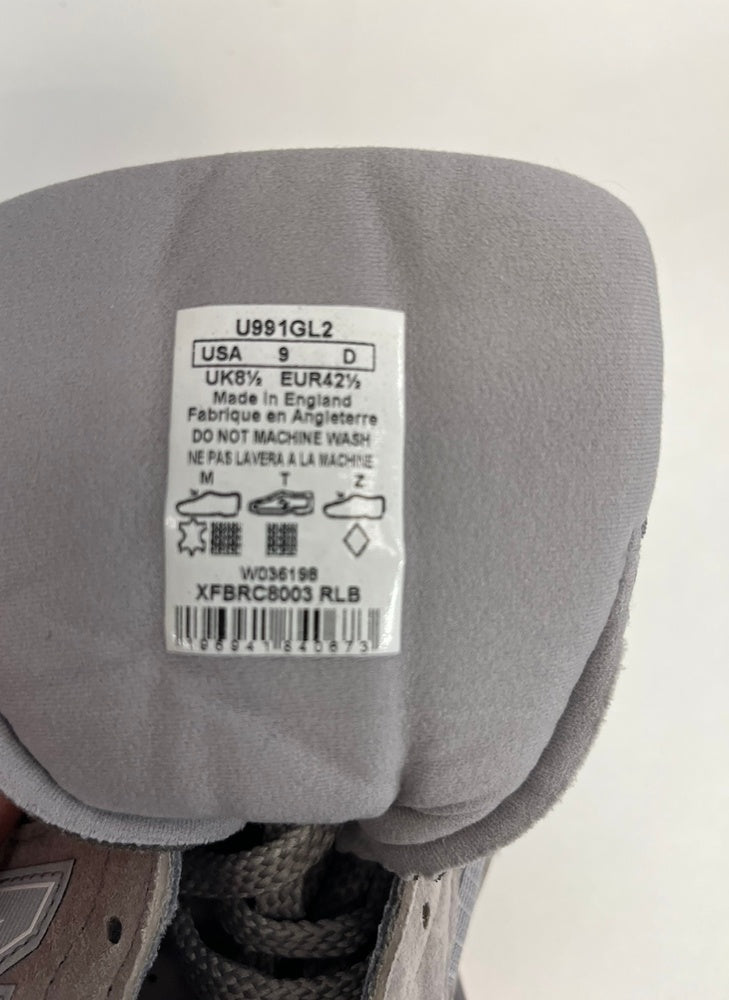 U991GL2
USA 9 D
UK8½ EUR42½
Made in England
Fabrique en Angleterre
DO NOT MACHINE WASH
NE PAS LAVERA A LA MACHINE
M T Z
W036198
XFBRC8003 RLB
196941840673